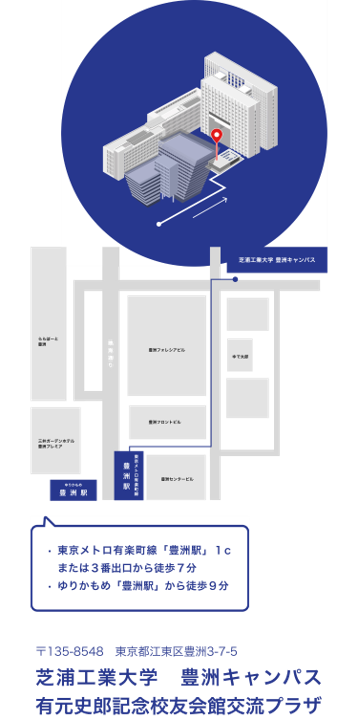 芝浦工業大学 豊洲キャンパス
ららぽーと
豊洲
晴海通り
豊洲フォレシアビル
ゆで太郎
豊洲フロントビル
三井ガーデンホテル
豊洲プレミア
東京メトロ有楽町線
豊洲駅
豊洲センタービル
ゆりかもめ
豊洲駅
・東京メトロ有楽町線「豊洲駅」1c
または3番出口から徒歩7分
・ゆりかもめ「豊洲駅」から徒歩9分
〒135-8548　東京都江東区豊洲3-7-5
芝浦工業大学　豊洲キャンパス
有元史郎記念校友会館交流プラザ